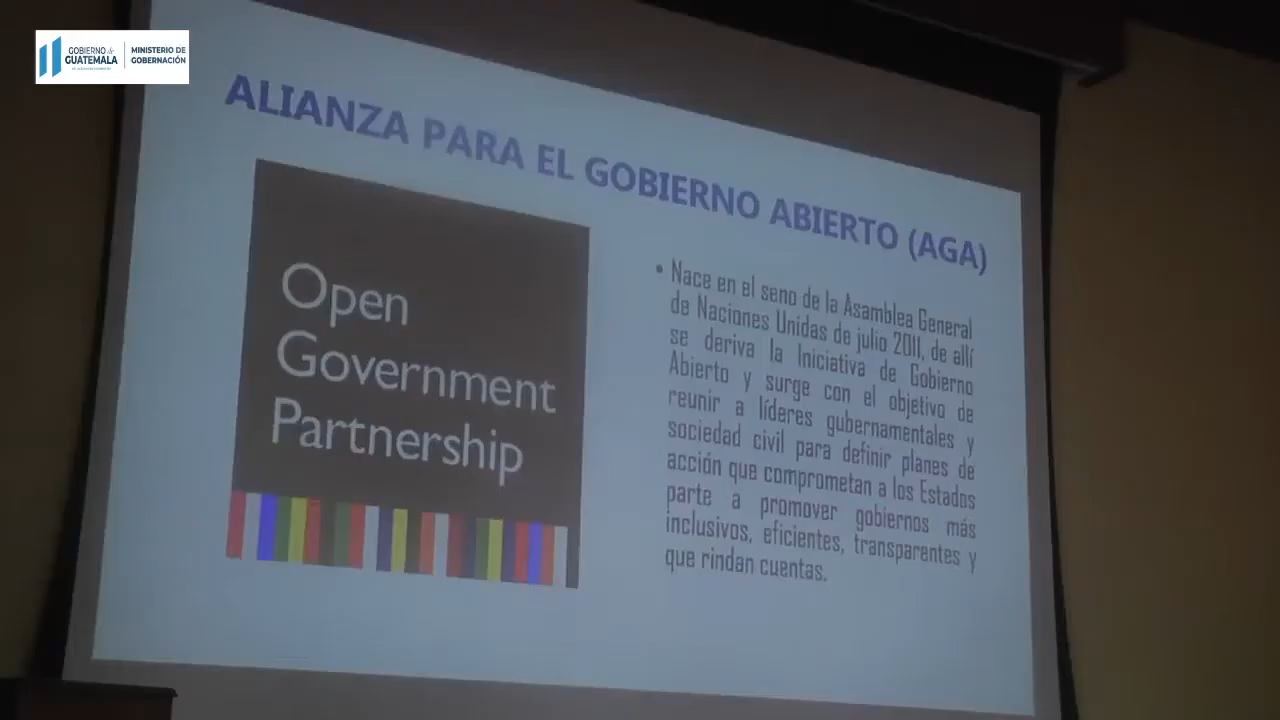 GOBIERNO de
GUATEMALA
MINISTERIO DE
GOBERNACIÓN
ALIANZA PARA EL GOBIERNO ABIERTO (AGA)
Open
Government
Partnership
• Nace en el seno de la Asamblea General
de Naciones Unidas de julio 2011, de allí
se deriva la Iniciativa de Gobierno
Abierto y surge con el objetivo de
reunir a líderes gubernamentales y
sociedad civil para definir planes de
acción que comprometan a los Estados
parte a promover gobiernos más
inclusivos, eficientes, transparentes y
que rindan cuentas.